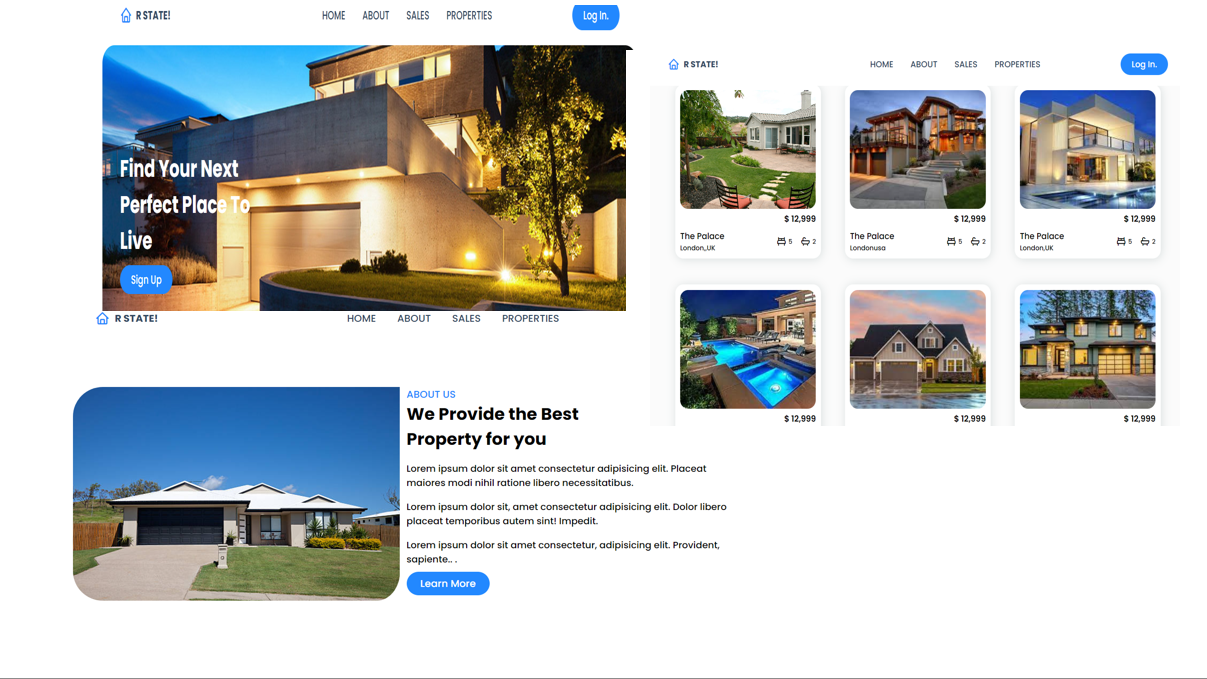 R STATE!
HOME ABOUT SALES PROPERTIES
Log In.
Find Your Next
Perfect Place To
Live
Sign Up
R STATE!
HOME ABOUT SALES PROPERTIES
ABOUT US
We Provide the Best
Property for you
Lorem ipsum dolor sit amet consectetur adipisicing elit. Placeat
maiores modi nihil ratione libero necessitatibus.
Lorem ipsum dolor sit, amet consectetur adipisicing elit. Dolor libero
placeat temporibus autem sint! Impedit.
Lorem ipsum dolor sit amet consectetur, adipisicing elit. Provident,
sapiente.. .
Learn More
R STATE!
HOME ABOUT SALES PROPERTIES
Log In.
$ 12,999
The Palace
London,,UK
5 2
$ 12,999
The Palace
Londonusa
5 2
$ 12,999
The Palace
London,UK
5 2
$ 12,999
$ 12,999
$ 12,999